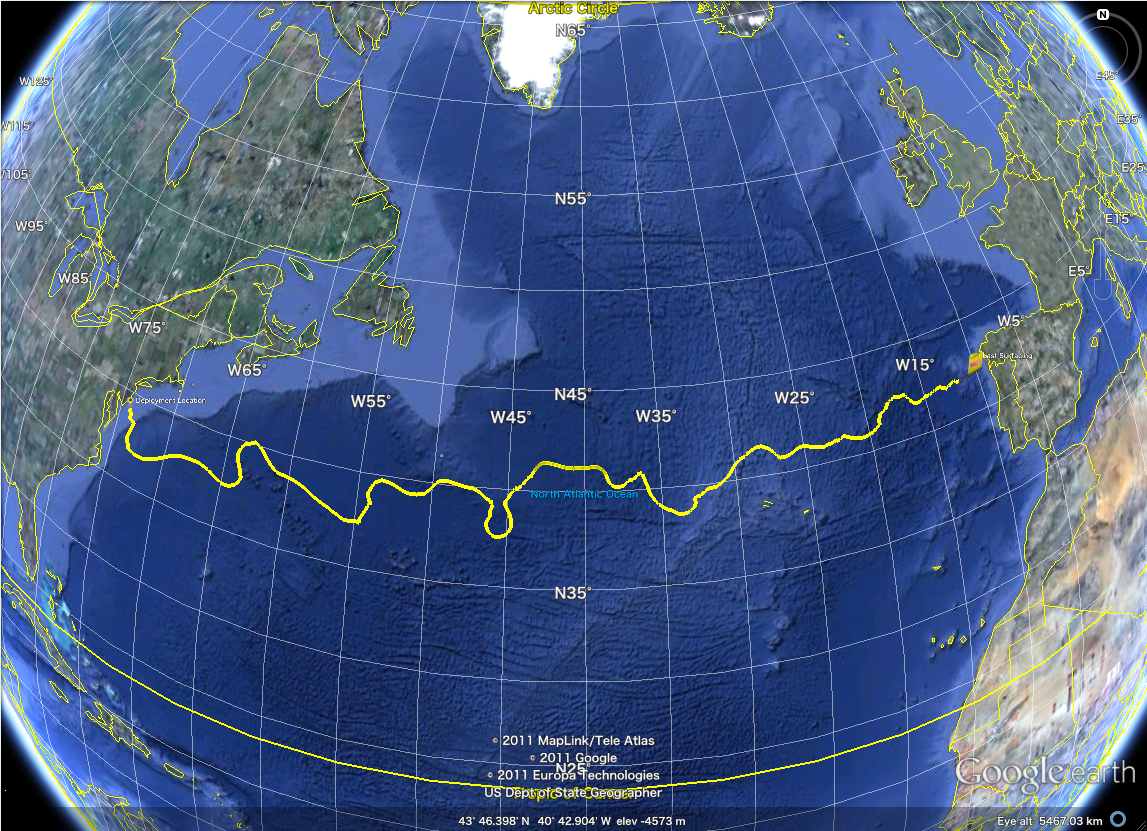 Arctic Circle
N65°
N
W125°
E45°
W115°
E35°
W105°
E25°
N55°
W95°
E15°
W85°
E5°
W75°
W5°
Last Surfacing
W65°
W15°
N45°
Deployment Location
W55°
W25°
W45°
W35°
North Atlantic Ocean
N35°
© 2011 MapLink/Tele Atlas
© 2011 Google
N25°
© 2011 Europa Technologies
US Dept of State Geographer
Google earth
43° 46.398' N 40° 42.904' W elev -4573 m
Eye alt 5467.03 km